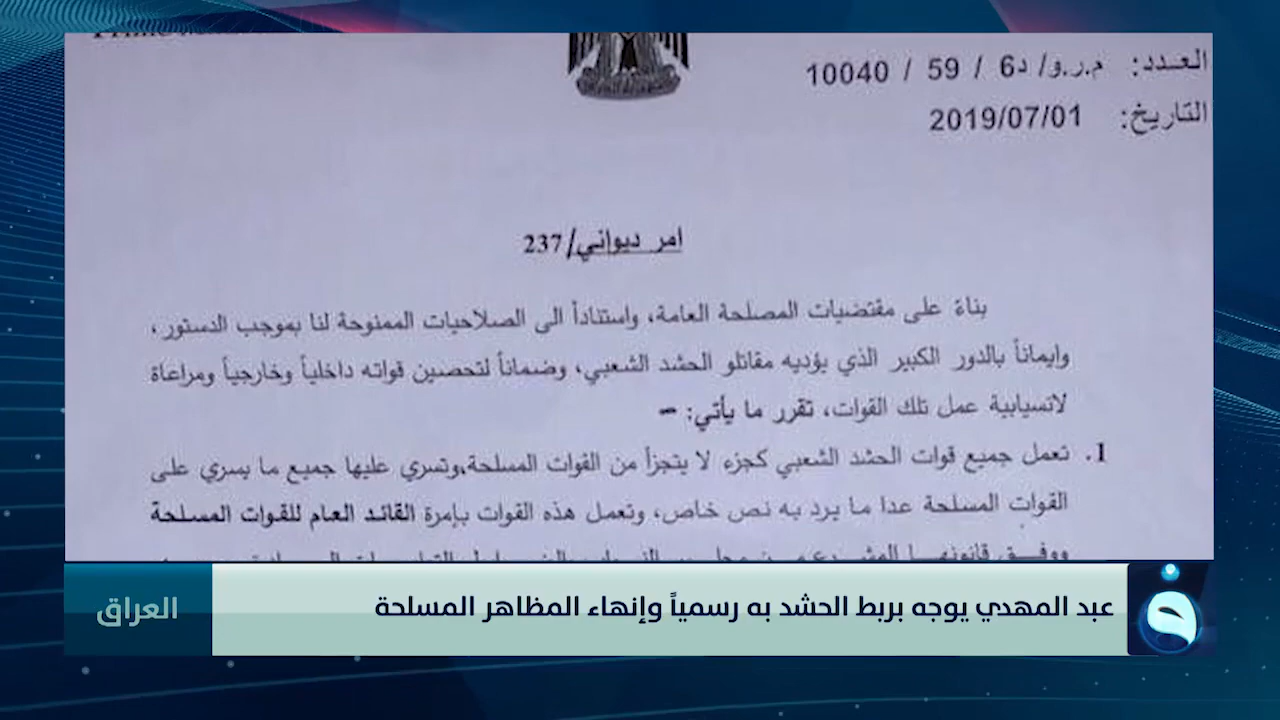 العدد: م.ر.و/ د6 / 59 / 10040
التاريخ: 2019/07/01
امر ديواني/237
بناءً على مقتضيات المصلحة العامة، واستناداً الى الصلاحيات الممنوحة لنا بموجب الدستور،
وايماناً بالدور الكبير الذي يؤديه مقاتلو الحشد الشعبي، وضماناً لتحصين قواته داخلياً وخارجياً ومراعاة
لانسيابية عمل تلك القوات، تقرر ما يأتي: –
1. تعمل جميع قوات الحشد الشعبي كجزء لا يتجزأ من القوات المسلحة،وتسري عليها جميع ما يسري على
القوات المسلحة عدا ما يرد به نص خاص، وتعمل هذه القوات بإمرة القائد العام للقوات المسلحة
عبد المهدي يوجه بربط الحشد به رسمياً وإنهاء المظاهر المسلحة
العراق